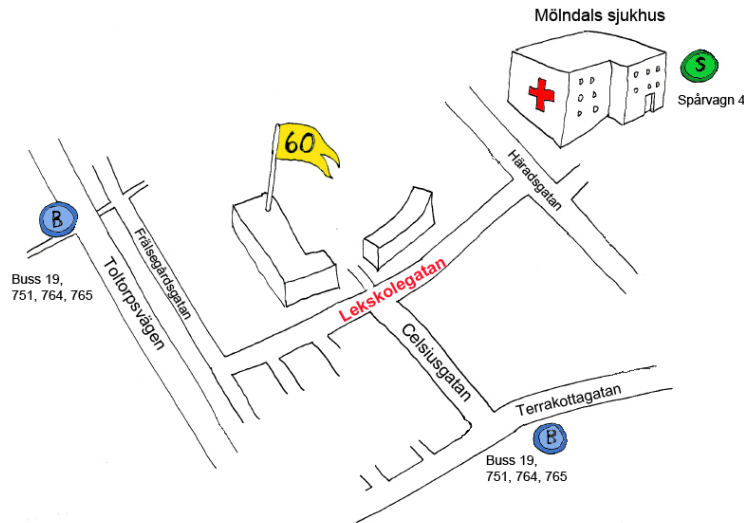 Mölndals sjukhus
S
Spårvagn 4
60
Häradsgatan
B
Buss 19,
751, 764, 765
Toltorpsvägen
Frälsegårdsgatan
Lekskolegatan
Celsiusgatan
Terrakottagatan
B
Buss 19,
751, 764, 765